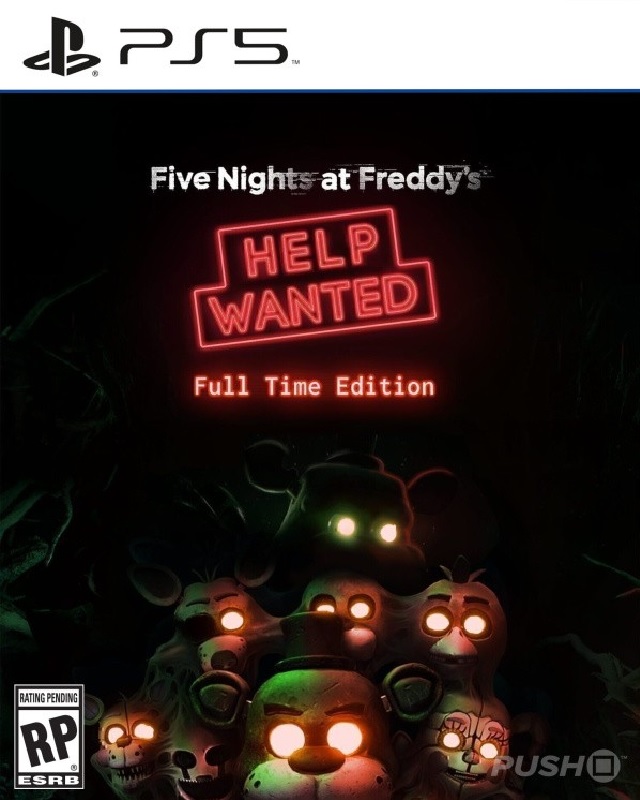 PS5
Five Nights at Freddy's
HELP
WANTED
Full Time Edition
RATING PENDING
RP
ESRB
PUSH